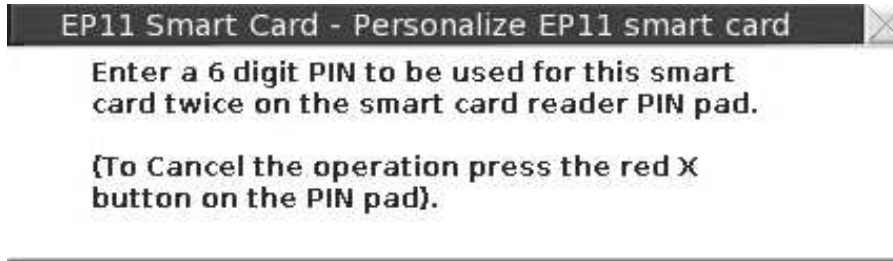 EP11 Smart Card - Personalize EP11 smart card
Enter a 6 digit PIN to be used for this smart
card twice on the smart card reader PIN pad.
(To Cancel the operation press the red X
button on the PIN pad).